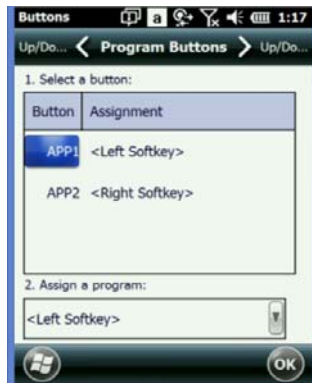 Buttons a 1:17
Up/Do... Program Buttons Up/Do...
1. Select a button:
Button Assignment
APP1 <Left Softkey>
APP2 <Right Softkey>
2. Assign a program:
<Left Softkey>
OK